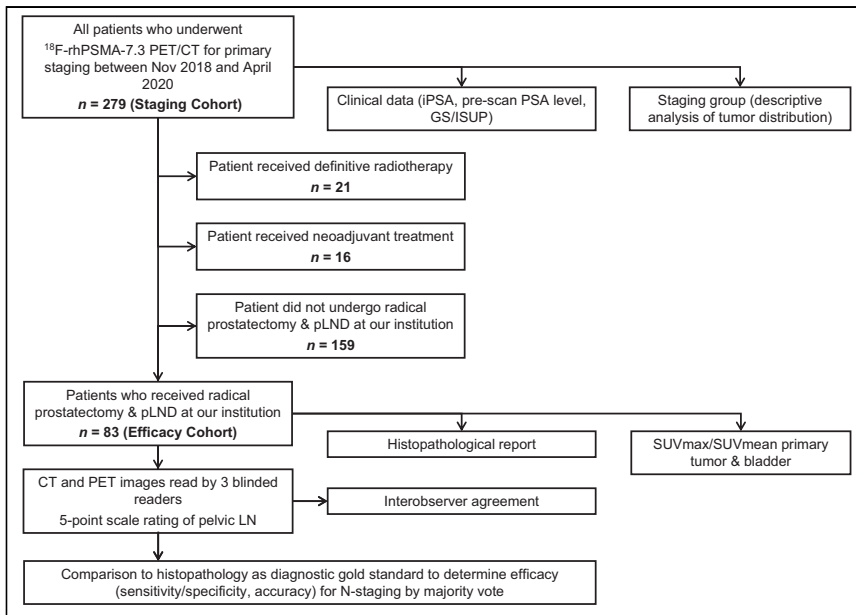 All patients who underwent
¹⁸F-rhPSMA-7.3 PET/CT for primary
staging between Nov 2018 and April
2020
n = 279 (Staging Cohort)
Clinical data (iPSA, pre-scan PSA level,
GS/ISUP)
Staging group (descriptive
analysis of tumor distribution)
Patient received definitive radiotherapy
n = 21
Patient received neoadjuvant treatment
n = 16
Patient did not undergo radical
prostatectomy & pLND at our institution
n = 159
Patients who received radical
prostatectomy & pLND at our institution
n = 83 (Efficacy Cohort)
Histopathological report
SUVmax/SUVmean primary
tumor & bladder
CT and PET images read by 3 blinded
readers
5-point scale rating of pelvic LN
Interobserver agreement
Comparison to histopathology as diagnostic gold standard to determine efficacy
(sensitivity/specificity, accuracy) for N-staging by majority vote